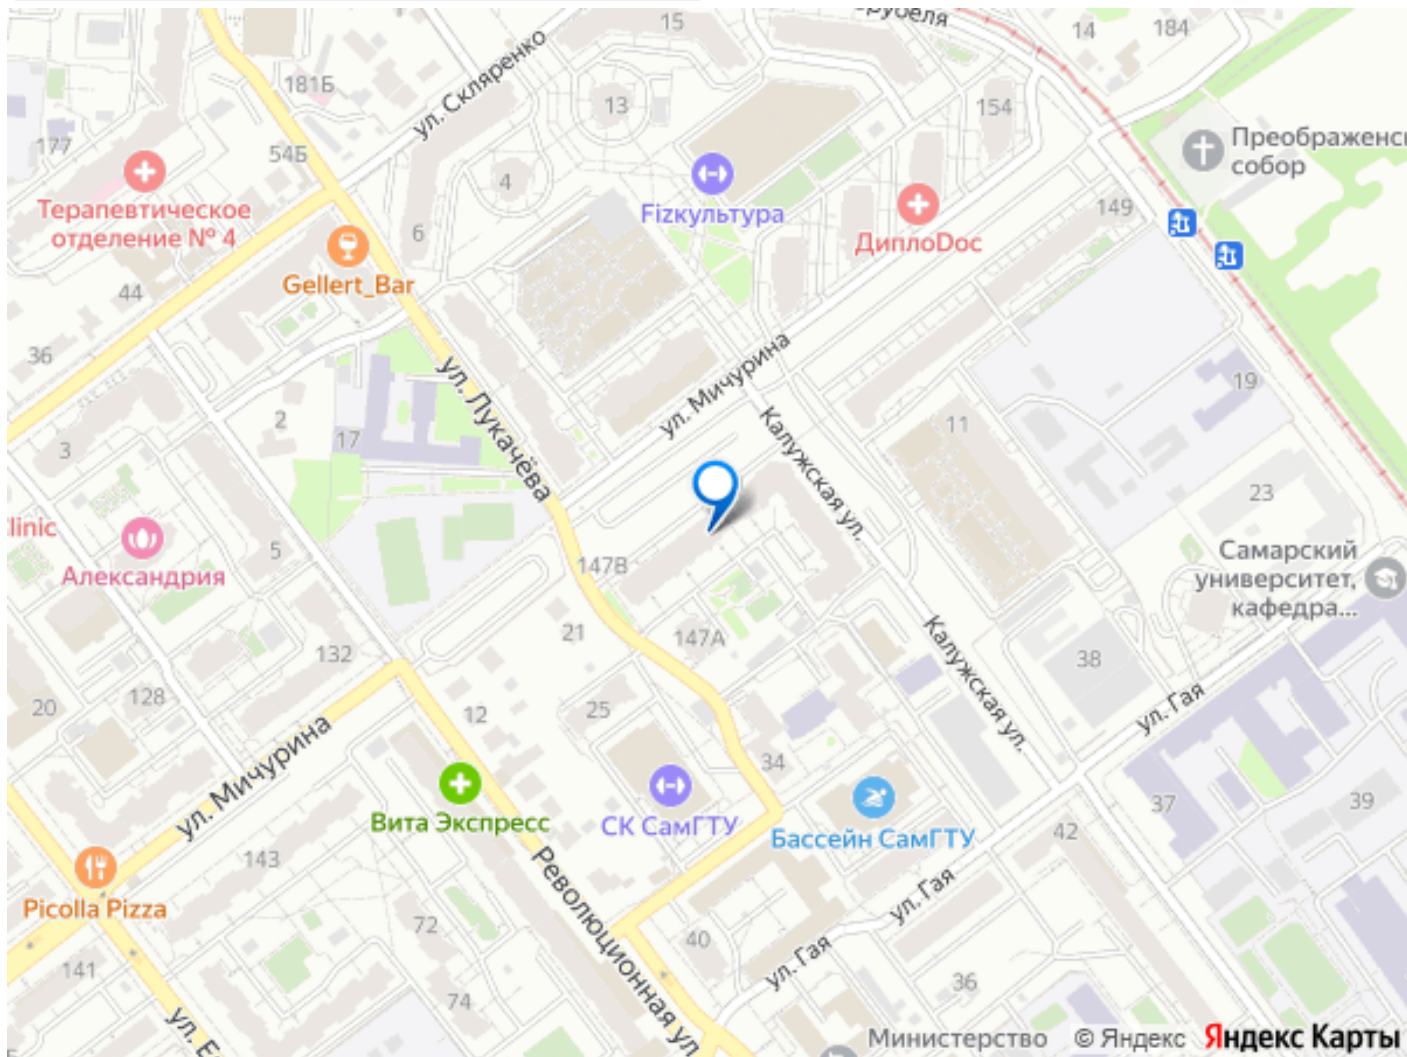 15
14
184
ул. Скляренко
181Б
13
154
177
54Б
Преображенс
собор
4
Терапевтическое
отделение № 4
Fizкультура
149
6
ДиплоDoc
Gellert_Bar
44
36
ул. Лукачёва
ул. Мичурина
19
2
17
3
11
Калужская ул.
23
linic
5
Александрия
147В
Самарский
университет,
кафедра...
21
147А
Калужская ул.
132
38
128
20
12
25
ул. Гая
ул. Мичурина
34
Вита Экспресс
СК СамГТУ
Бассейн СамГТУ
37
39
42
143
Picolla Pizza
Революционная ул.
ул. Гая
72
40
ул. Гая
141
74
36
ул. Е
Министерство
© Яндекс
Яндекс Карты